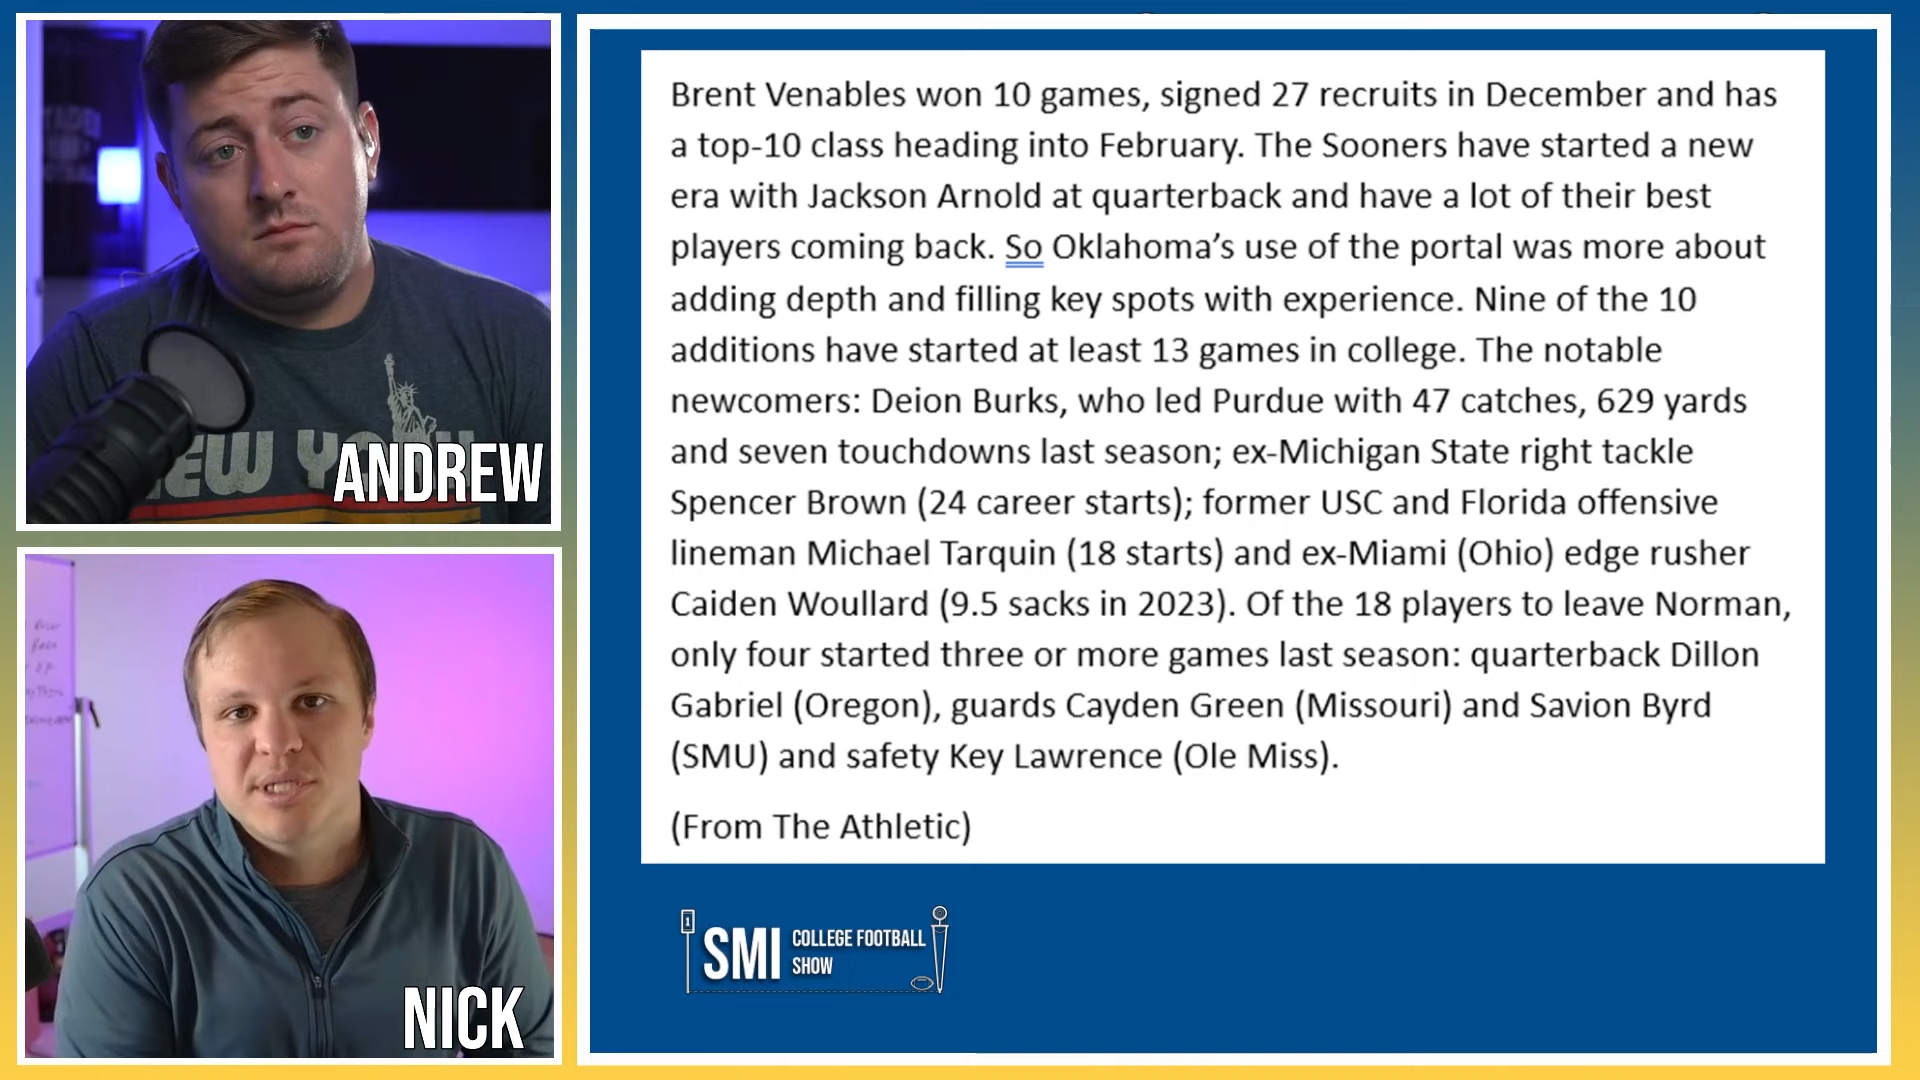 Brent Venables won 10 games, signed 27 recruits in December and has
a top-10 class heading into February. The Sooners have started a new
era with Jackson Arnold at quarterback and have a lot of their best
players coming back. So Oklahoma’s use of the portal was more about
adding depth and filling key spots with experience. Nine of the 10
additions have started at least 13 games in college. The notable
newcomers: Deion Burks, who led Purdue with 47 catches, 629 yards
and seven touchdowns last season; ex-Michigan State right tackle
Spencer Brown (24 career starts); former USC and Florida offensive
lineman Michael Tarquin (18 starts) and ex-Miami (Ohio) edge rusher
Caiden Woullard (9.5 sacks in 2023). Of the 18 players to leave Norman,
only four started three or more games last season: quarterback Dillon
Gabriel (Oregon), guards Cayden Green (Missouri) and Savion Byrd
(SMU) and safety Key Lawrence (Ole Miss).
(From The Athletic)
ANDREW
NICK
1
SMI COLLEGE FOOTBALL
SHOW